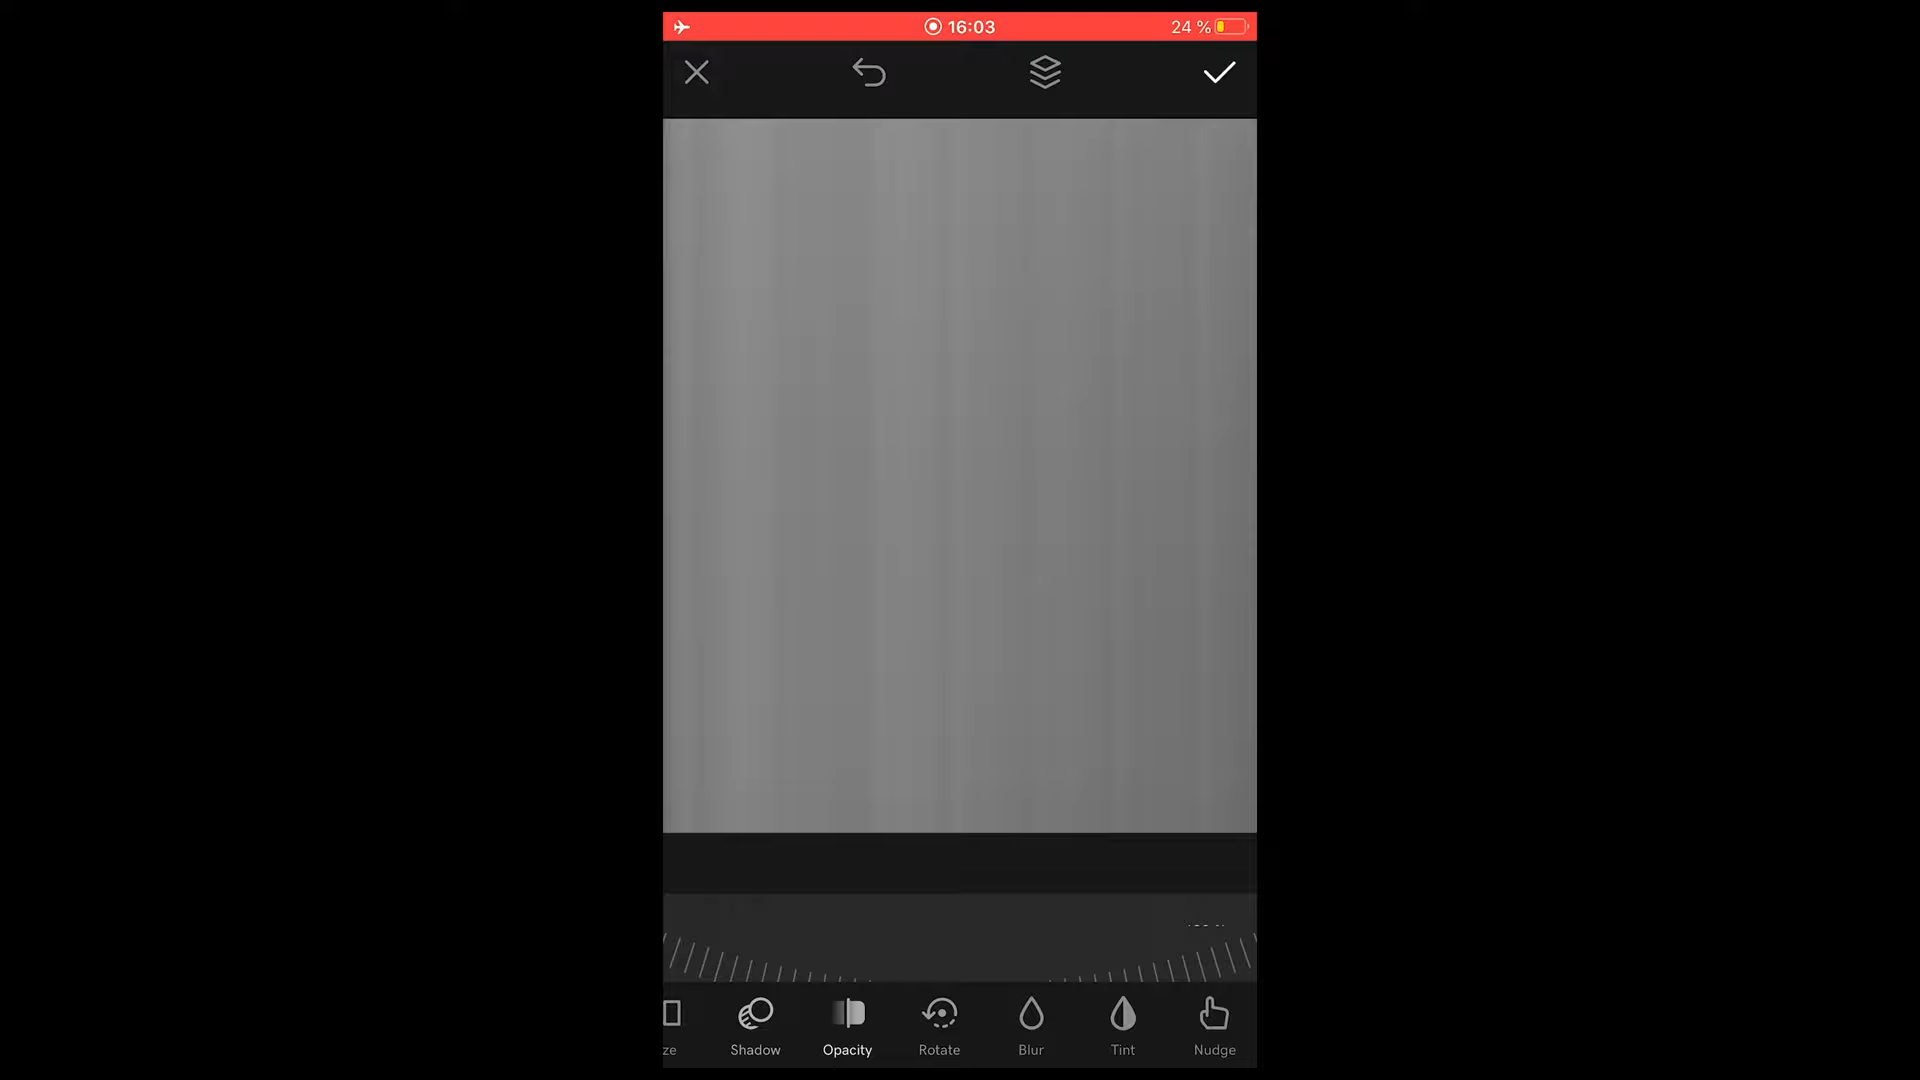 16:03
24 %
ze
Shadow
Opacity
Rotate
Blur
Tint
Nudge